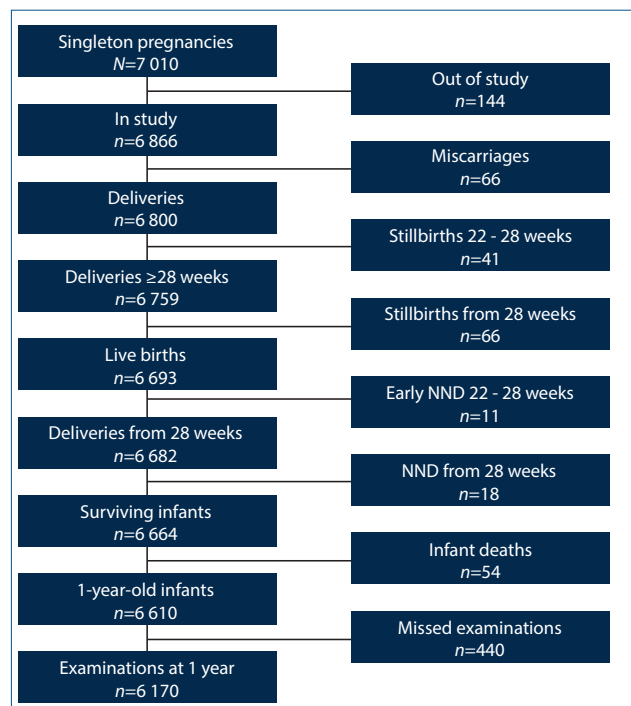 Singleton pregnancies
N=7 010
Out of study
n=144
In study
n=6 866
Miscarriages
n=66
Deliveries
n=6 800
Stillbirths 22 - 28 weeks
n=41
Deliveries ≥28 weeks
n=6 759
Stillbirths from 28 weeks
n=66
Live births
n=6 693
Early NND 22 - 28 weeks
n=11
Deliveries from 28 weeks
n=6 682
NND from 28 weeks
n=18
Surviving infants
n=6 664
Infant deaths
n=54
1-year-old infants
n=6 610
Missed examinations
n=440
Examinations at 1 year
n=6 170